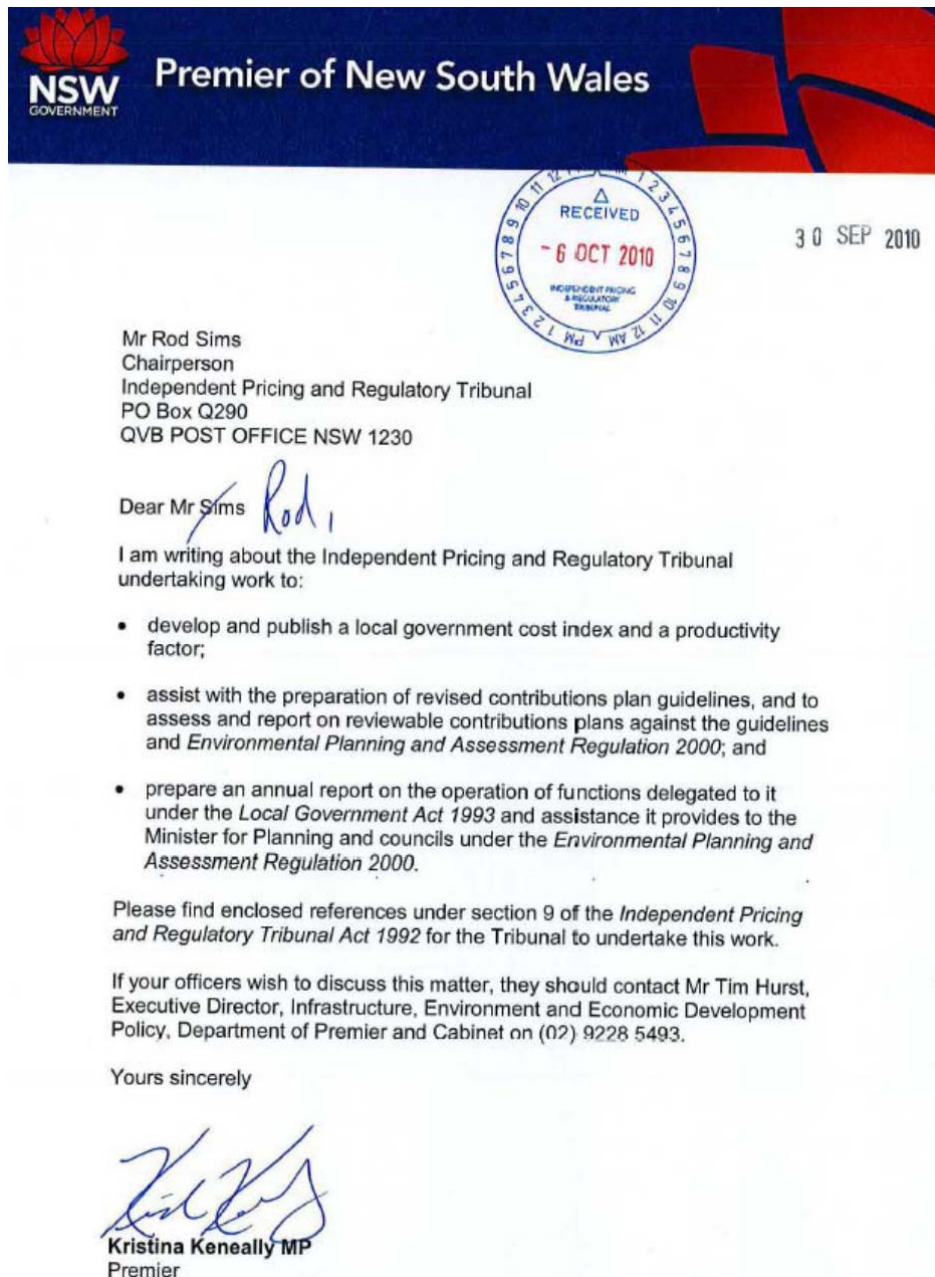 NSW
GOVERNMENT
Premier of New South Wales
RECEIVED
- 6 OCT 2010
INDEPENDENT PRICING
& REGULATORY
TRIBUNAL
30 SEP 2010
Mr Rod Sims
Chairperson
Independent Pricing and Regulatory Tribunal
PO Box Q290
QVB POST OFFICE NSW 1230
Dear Mr Sims Rod,
I am writing about the Independent Pricing and Regulatory Tribunal
undertaking work to:
• develop and publish a local government cost index and a productivity
factor;
• assist with the preparation of revised contributions plan guidelines, and to
assess and report on reviewable contributions plans against the guidelines
and Environmental Planning and Assessment Regulation 2000; and
• prepare an annual report on the operation of functions delegated to it
under the Local Government Act 1993 and assistance it provides to the
Minister for Planning and councils under the Environmental Planning and
Assessment Regulation 2000.
Please find enclosed references under section 9 of the Independent Pricing
and Regulatory Tribunal Act 1992 for the Tribunal to undertake this work.
If your officers wish to discuss this matter, they should contact Mr Tim Hurst,
Executive Director, Infrastructure, Environment and Economic Development
Policy, Department of Premier and Cabinet on (02) 9228 5493.
Yours sincerely
Kristina Keneally MP
Premier